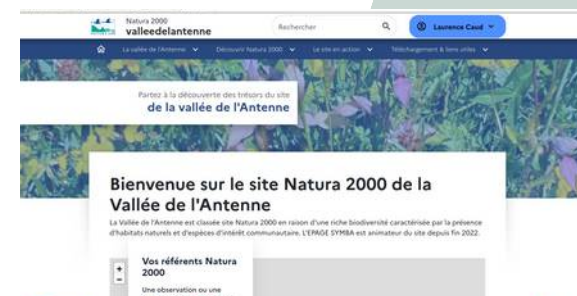 Natura 2000
valleedelantenne
Rechercher
Laurence Caud
La vallée de l'Antenne
Découvrir Natura 2000
Le site en action
Téléchargement & liens utiles
Partez à la découverte des trésors du site
de la vallée de l'Antenne
Bienvenue sur le site Natura 2000 de la
Vallée de l'Antenne
La Vallée de l'Antenne est classée site Natura 2000 en raison d'une riche biodiversité caractérisée par la présence
d'habitats naturels et d'espèces d'intérêt communautaire. L'EPAGE SYMBA est animateur du site depuis fin 2022.
+
−
Vos référents Natura
2000
Une observation ou une